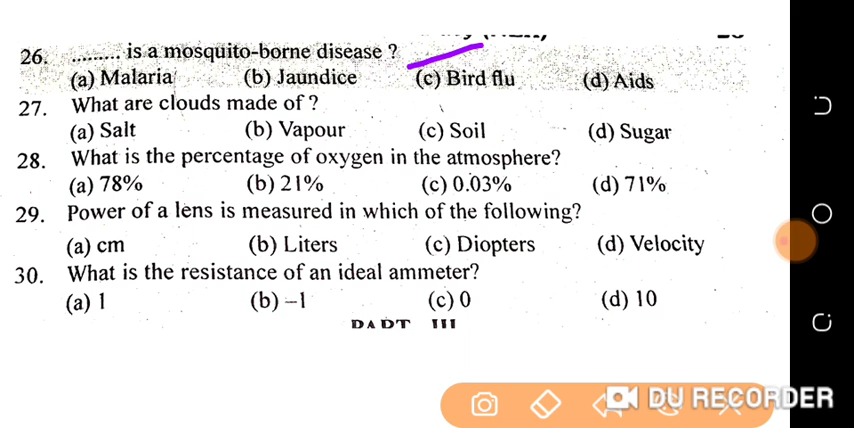 26. ......... is a mosquito-borne disease ?
(a) Malaria (b) Jaundice (c) Bird flu (d) Aids
27. What are clouds made of ?
(a) Salt (b) Vapour (c) Soil (d) Sugar
28. What is the percentage of oxygen in the atmosphere?
(a) 78% (b) 21% (c) 0.03% (d) 71%
29. Power of a lens is measured in which of the following?
(a) cm (b) Liters (c) Diopters (d) Velocity
30. What is the resistance of an ideal ammeter?
(a) 1 (b) –1 (c) 0 (d) 10
PART III
DU RECORDER